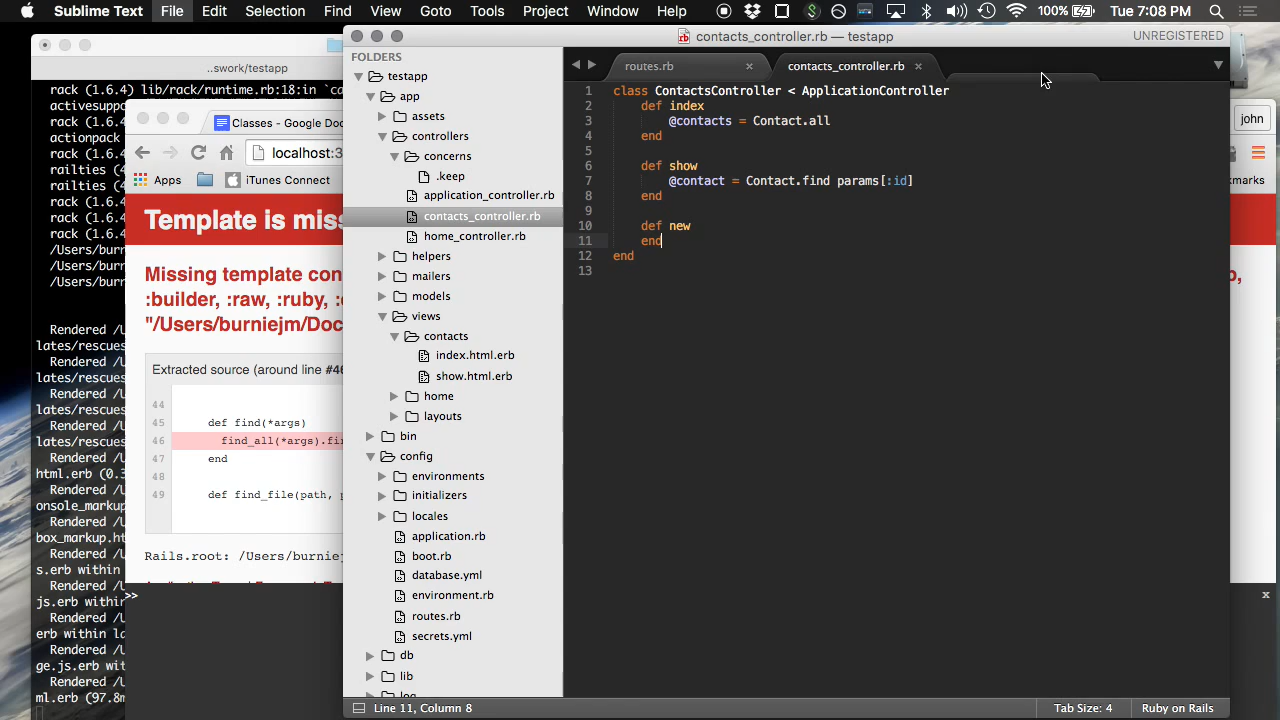 Sublime Text File Edit Selection Find View Goto Tools Project Window Help 100% Tue 7:08 PM
contacts_controller.rb — testapp UNREGISTERED
..swork/testapp
rack (1.6.4) lib/rack/runtime.rb:18:in `ca
activesuppo
rack (1.6.4
actionpack
rack (1.6.4
railties (4
railties (4
rack (1.6.4
rack (1.6.4
rack (1.6.4
/Users/burn
/Users/burn
/Users/burn
Rendered /U
lates/rescues
Rendered /U
lates/rescues
Rendered /U
lates/rescues
Rendered /U
lates/rescues
Rendered /U
html.erb (0.3
Rendered /U
onsole_markup
Rendered /U
box_markup.ht
Rendered /U
s.erb within
Rendered /U
js.erb within
Rendered /U
erb within la
Rendered /U
ge.js.erb wit
Rendered /U
ml.erb (97.8m
Classes - Google Doc
john
localhost:3
Apps iTunes Connect
kmarks
Template is miss
Missing template con
:builder, :raw, :ruby, :
"/Users/burniejm/Doc
Extracted source (around line #46
44
45 def find(*args)
46 find_all(*args).fir
47 end
48
49 def find_file(path, p
Rails.root: /Users/burniej
>>
x
FOLDERS
testapp
app
assets
controllers
concerns
.keep
application_controller.rb
contacts_controller.rb
home_controller.rb
helpers
mailers
models
views
contacts
index.html.erb
show.html.erb
home
layouts
bin
config
environments
initializers
locales
application.rb
boot.rb
database.yml
environment.rb
routes.rb
secrets.yml
db
lib
log
routes.rb × contacts_controller.rb ×
1 class ContactsController < ApplicationController
2 def index
3 @contacts = Contact.all
4 end
5
6 def show
7 @contact = Contact.find params[:id]
8 end
9
10 def new
11 end
12 end
13
Line 11, Column 8 Tab Size: 4 Ruby on Rails